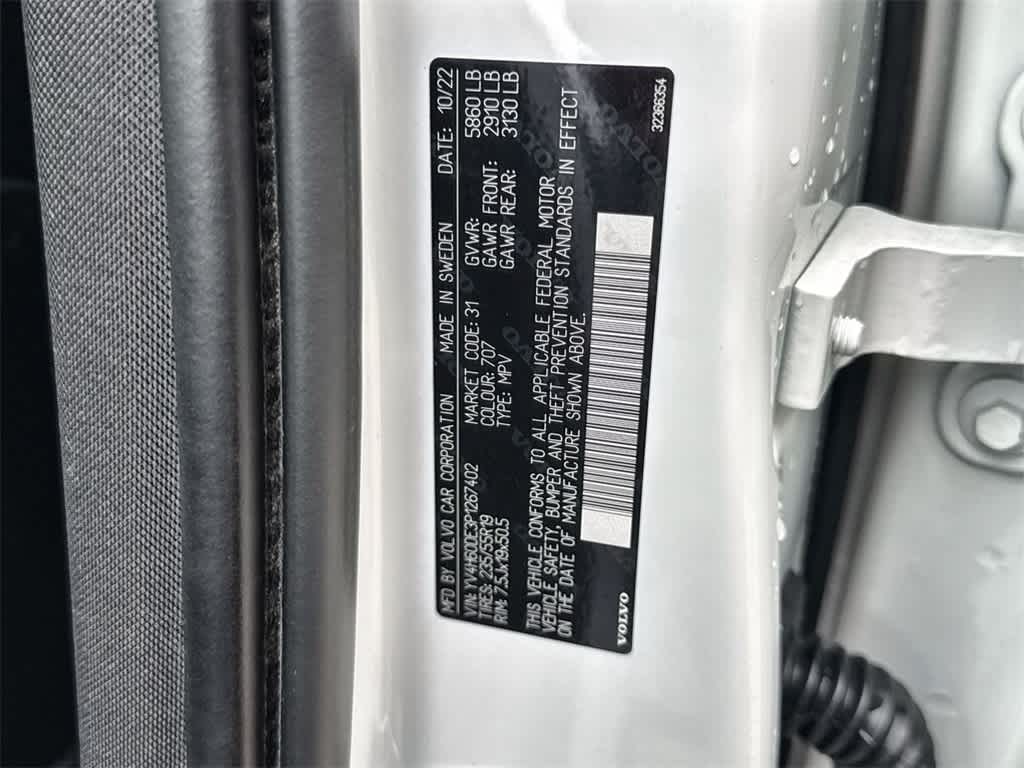 MFD BY VOLVO CAR CORPORATION MADE IN SWEDEN DATE: 10/22
VIN: YV4H60DE3P1267402 MARKET CODE: 31 GVWR: 5860 LB
TIRES: 235/55R19 COLOUR: 707 GAWR FRONT: 2910 LB
RIM: 7.5Jx19x50.5 TYPE: MPV GAWR REAR: 3130 LB
THIS VEHICLE CONFORMS TO ALL APPLICABLE FEDERAL MOTOR
VEHICLE SAFETY, BUMPER AND THEFT PREVENTION STANDARDS IN EFFECT
ON THE DATE OF MANUFACTURE SHOWN ABOVE.
VOLVO 32366354